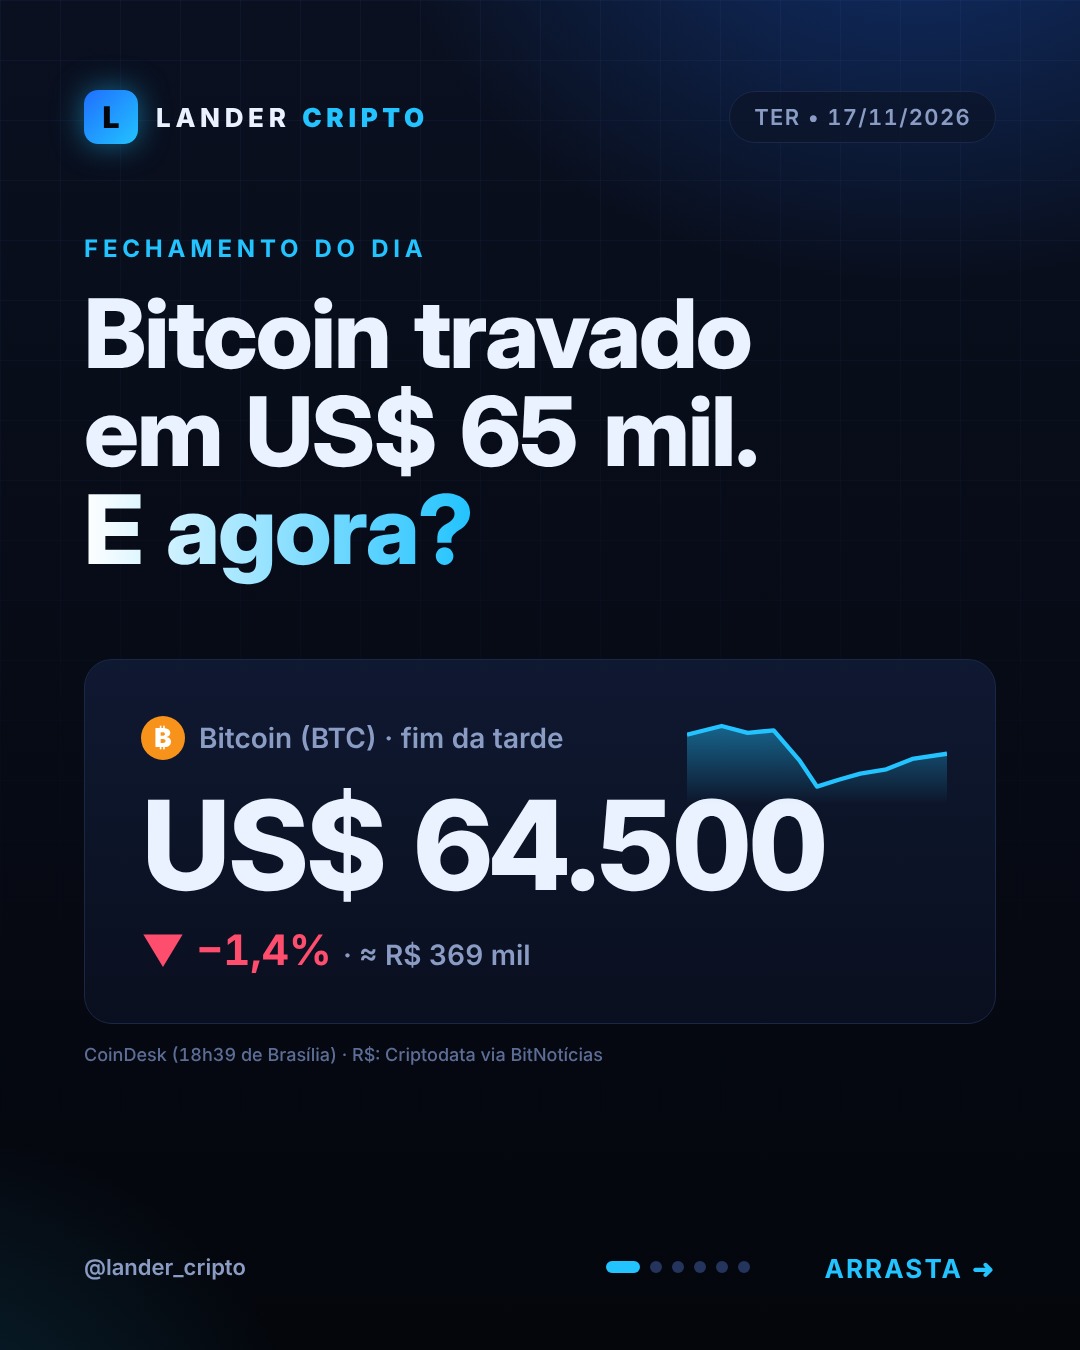 L LANDER CRIPTO
TER • 17/11/2026
FECHAMENTO DO DIA
Bitcoin travado
em US$ 65 mil.
E agora?
₿ Bitcoin (BTC) · fim da tarde
US$ 64.500
▼ −1,4% · ≈ R$ 369 mil
CoinDesk (18h39 de Brasília) · R$: Criptodata via BitNotícias
@lander_cripto
ARRASTA ➜